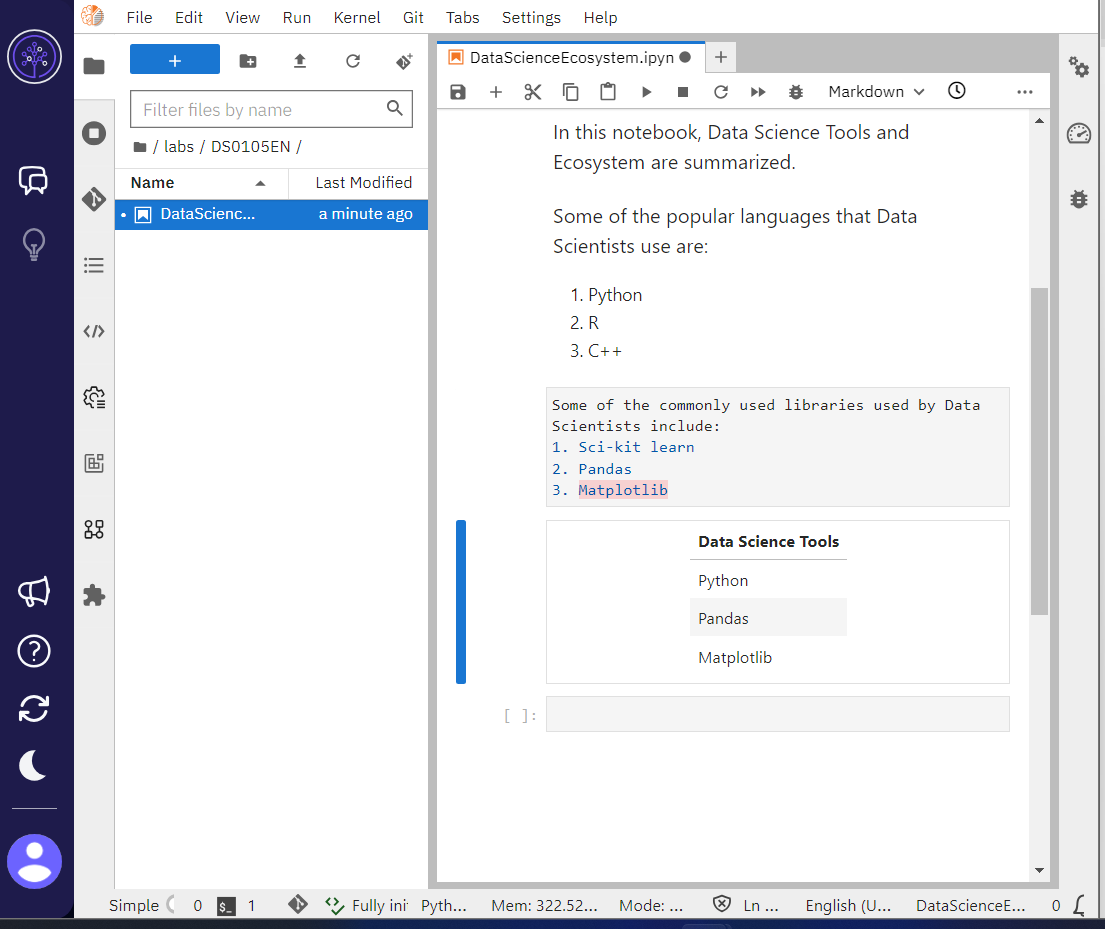 File Edit View Run Kernel Git Tabs Settings Help
+
Filter files by name
/ labs / DS0105EN /
Name Last Modified
DataScienc... a minute ago
DataScienceEcosystem.ipyn
+
Markdown
In this notebook, Data Science Tools and
Ecosystem are summarized.
Some of the popular languages that Data
Scientists use are:
1. Python
2. R
3. C++
Some of the commonly used libraries used by Data
Scientists include:
1. Sci-kit learn
2. Pandas
3. Matplotlib
Data Science Tools
Python
Pandas
Matplotlib
[ ]:
Simple 0 $_ 1 Fully ini Pyth... Mem: 322.52... Mode: ... Ln ... English (U... DataScienceE... 0